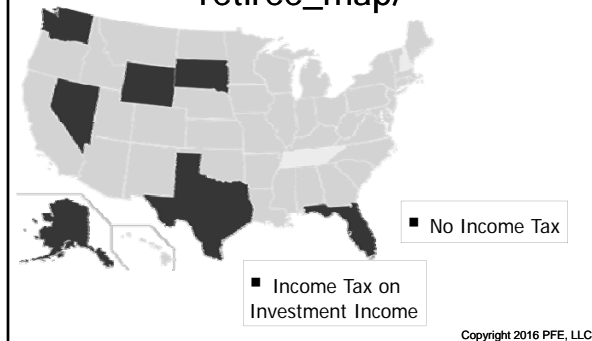 retiree_map/
■ No Income Tax
■ Income Tax on
Investment Income
Copyright 2016 PFE, LLC